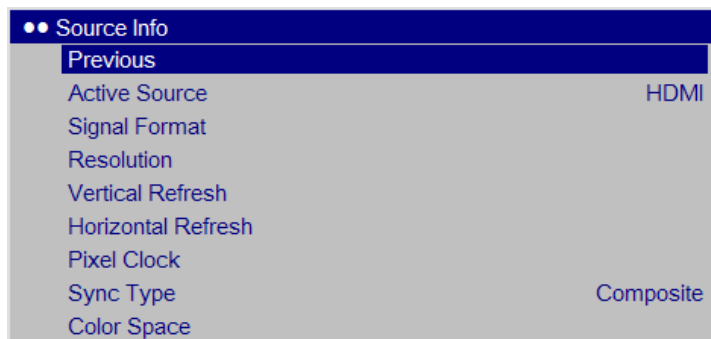 Source Info
Previous
Active Source HDMI
Signal Format
Resolution
Vertical Refresh
Horizontal Refresh
Pixel Clock
Sync Type Composite
Color Space